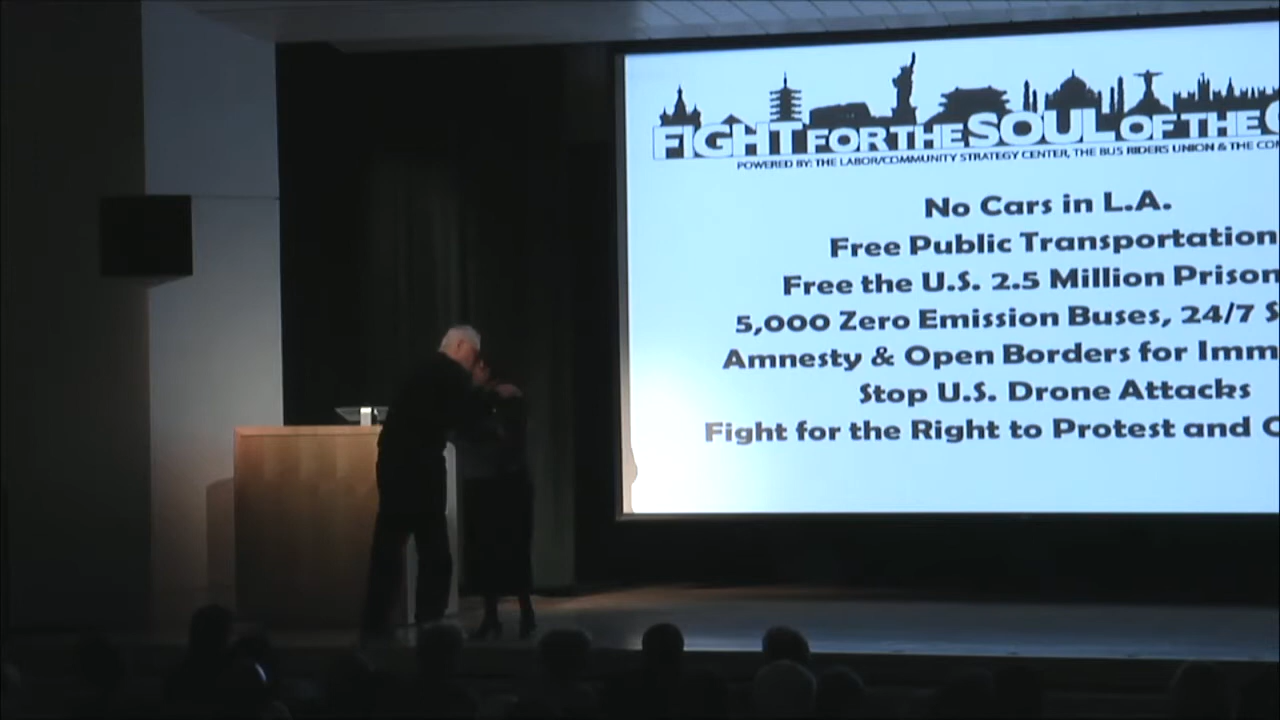 FIGHT FOR THE SOUL OF THE
POWERED BY: THE LABOR/COMMUNITY STRATEGY CENTER, THE BUS RIDERS UNION & THE
No Cars in L.A.
Free Public Transportation
Free the U.S. 2.5 Million
5,000 Zero Emission Buses, 24/7
Amnesty & Open Borders for
Stop U.S. Drone Attacks
Fight for the Right to Protest and